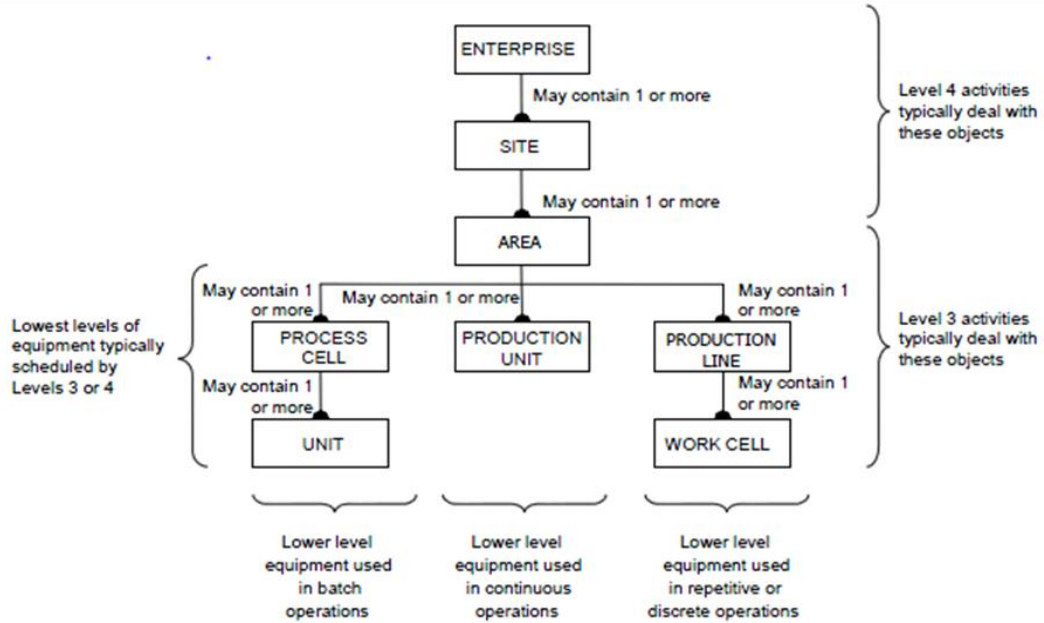 ENTERPRISE
May contain 1 or more
Level 4 activities
typically deal with
these objects
SITE
May contain 1 or more
AREA
May contain 1
or more
May contain 1 or more
May contain 1
or more
Lowest levels of
equipment typically
scheduled by
Levels 3 or 4
PROCESS
CELL
PRODUCTION
UNIT
PRODUCTION
LINE
Level 3 activities
typically deal with
these objects
May contain 1
or more
May contain 1
or more
UNIT
WORK CELL
Lower level
equipment used
in batch
operations
Lower level
equipment used
in continuous
operations
Lower level
equipment used
in repetitive or
discrete operations